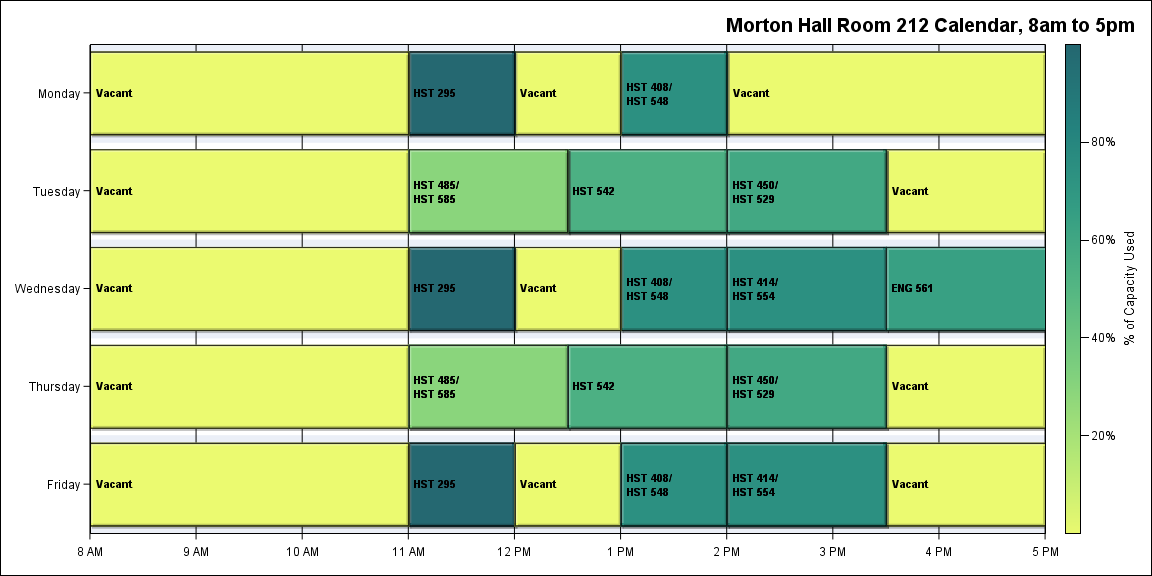 Morton Hall Room 212 Calendar, 8am to 5pm
Monday
Vacant
HST 295
Vacant
HST 408/
HST 548
Vacant
Tuesday
Vacant
HST 485/
HST 585
HST 542
HST 450/
HST 529
Vacant
Wednesday
Vacant
HST 295
Vacant
HST 408/
HST 548
HST 414/
HST 554
ENG 561
Thursday
Vacant
HST 485/
HST 585
HST 542
HST 450/
HST 529
Vacant
Friday
Vacant
HST 295
Vacant
HST 408/
HST 548
HST 414/
HST 554
Vacant
8 AM
9 AM
10 AM
11 AM
12 PM
1 PM
2 PM
3 PM
4 PM
5 PM
80%
60%
40%
20%
% of Capacity Used